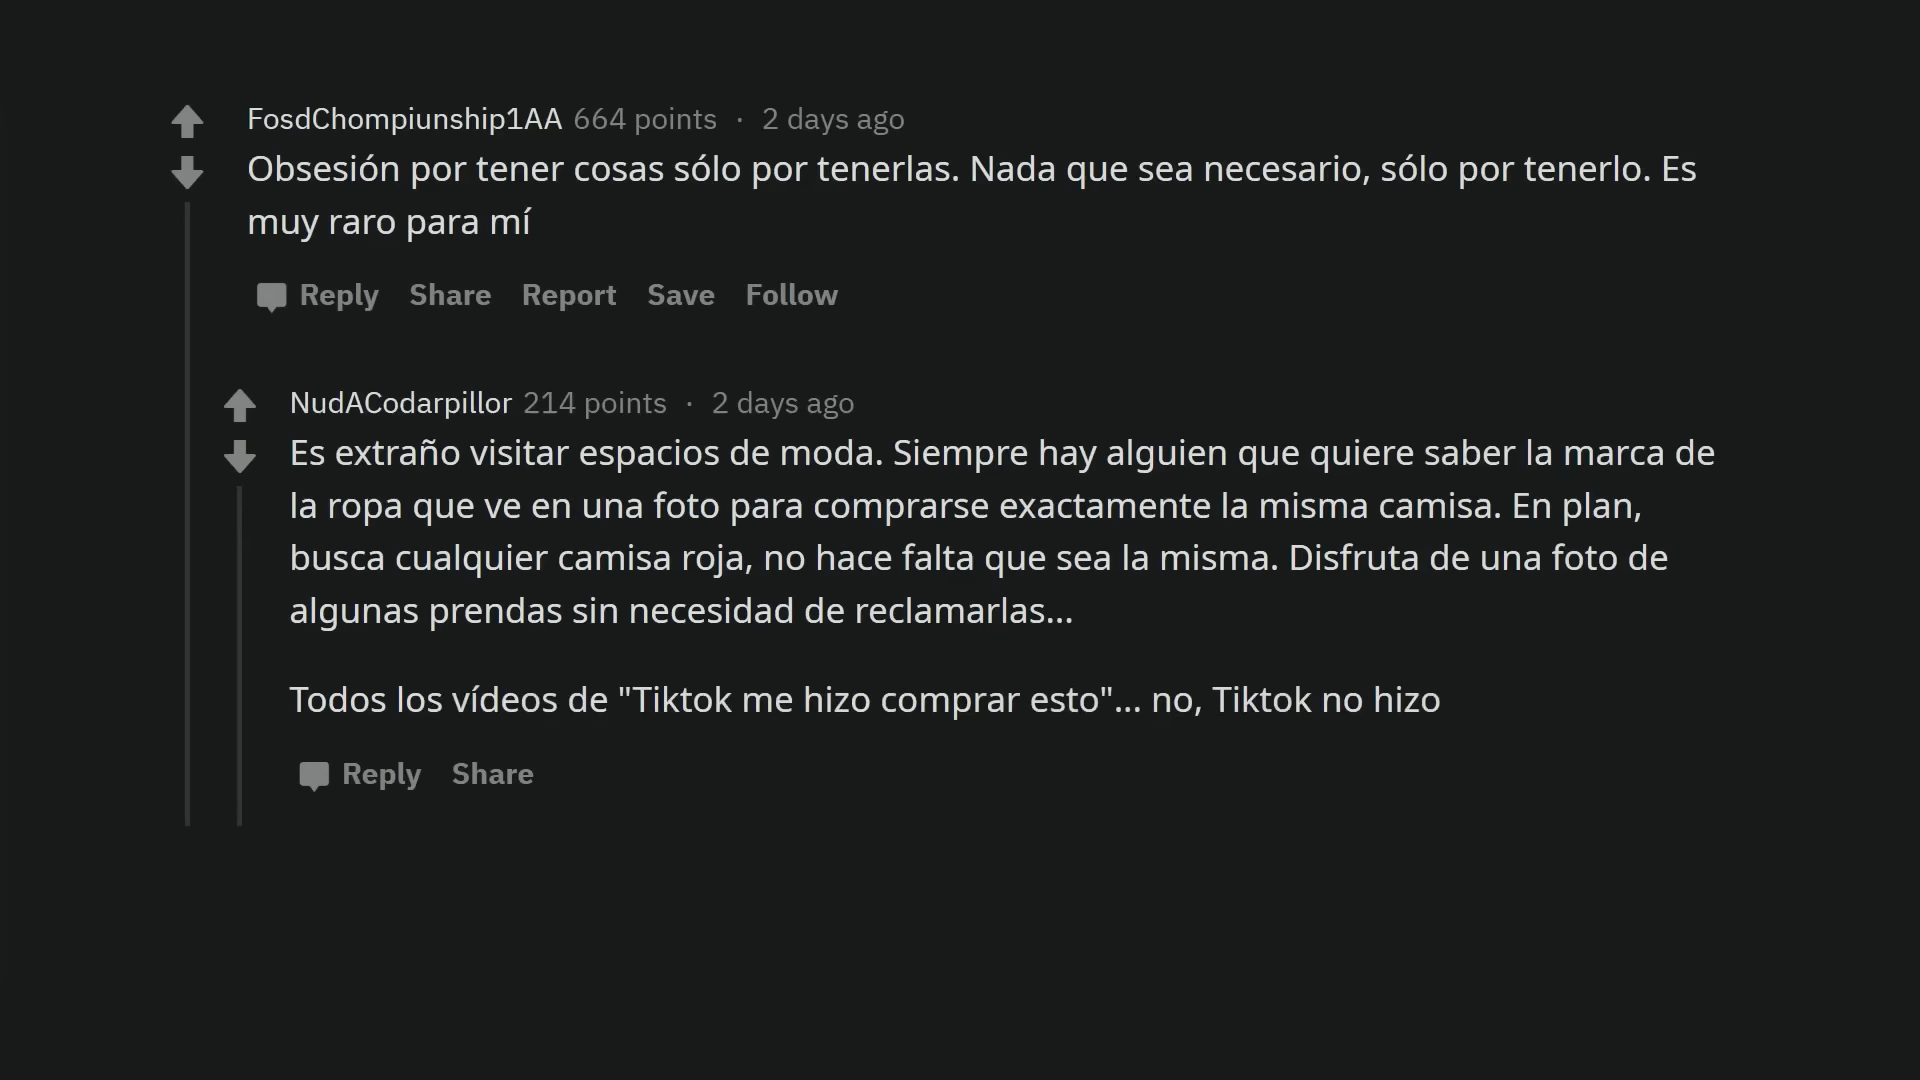 FosdChompiunship1AA 664 points · 2 days ago
Obsesión por tener cosas sólo por tenerlas. Nada que sea necesario, sólo por tenerlo. Es
muy raro para mí
Reply Share Report Save Follow
NudACodarpillor 214 points · 2 days ago
Es extraño visitar espacios de moda. Siempre hay alguien que quiere saber la marca de
la ropa que ve en una foto para comprarse exactamente la misma camisa. En plan,
busca cualquier camisa roja, no hace falta que sea la misma. Disfruta de una foto de
algunas prendas sin necesidad de reclamarlas...
Todos los vídeos de "Tiktok me hizo comprar esto"... no, Tiktok no hizo
Reply Share